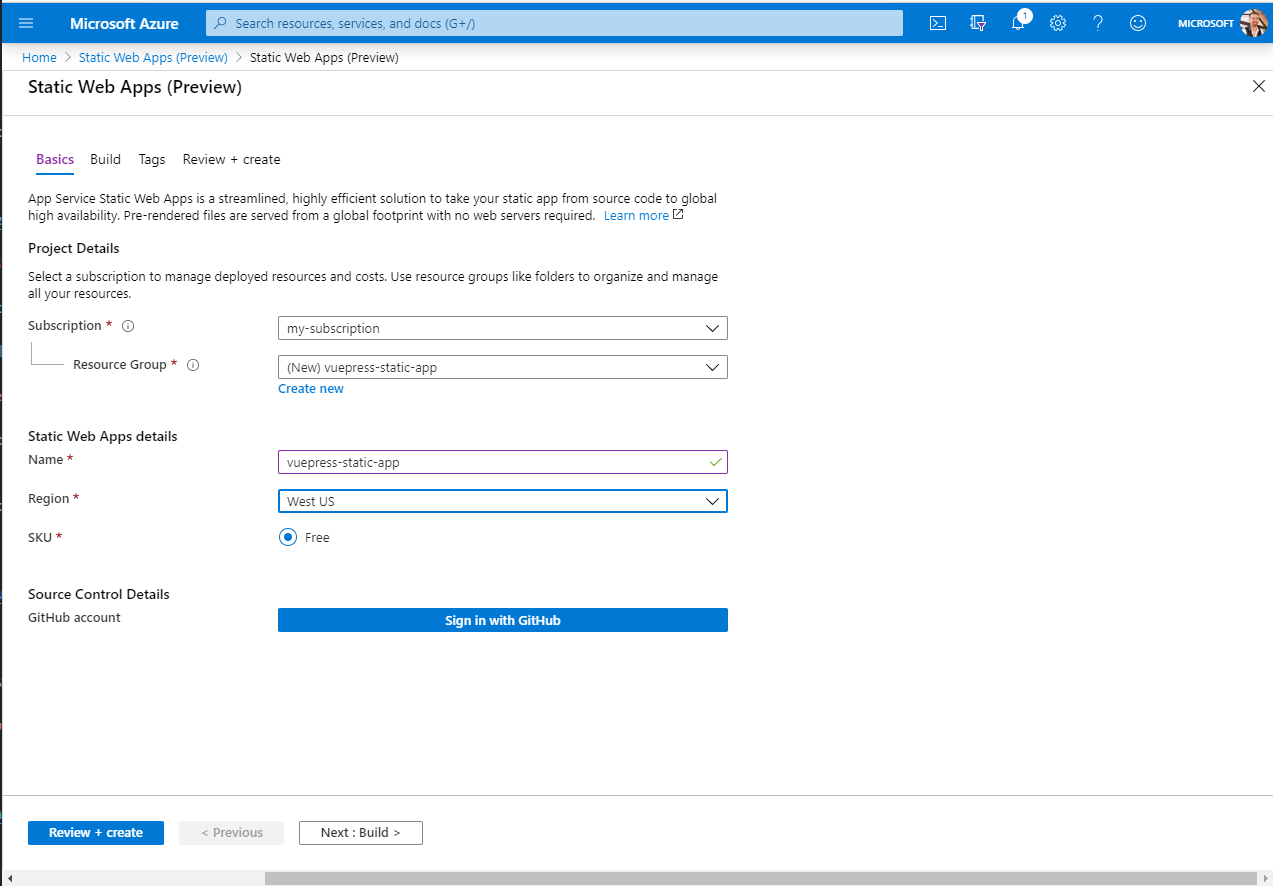 Microsoft Azure
Search resources, services, and docs (G+/)
1
MICROSOFT
Home > Static Web Apps (Preview) > Static Web Apps (Preview)
Static Web Apps (Preview)
Basics Build Tags Review + create
App Service Static Web Apps is a streamlined, highly efficient solution to take your static app from source code to global
high availability. Pre-rendered files are served from a global footprint with no web servers required. Learn more
Project Details
Select a subscription to manage deployed resources and costs. Use resource groups like folders to organize and manage
all your resources.
Subscription *
my-subscription
Resource Group *
(New) vuepress-static-app
Create new
Static Web Apps details
Name *
vuepress-static-app
Region *
West US
SKU *
Free
Source Control Details
GitHub account
Sign in with GitHub
Review + create
< Previous
Next : Build >